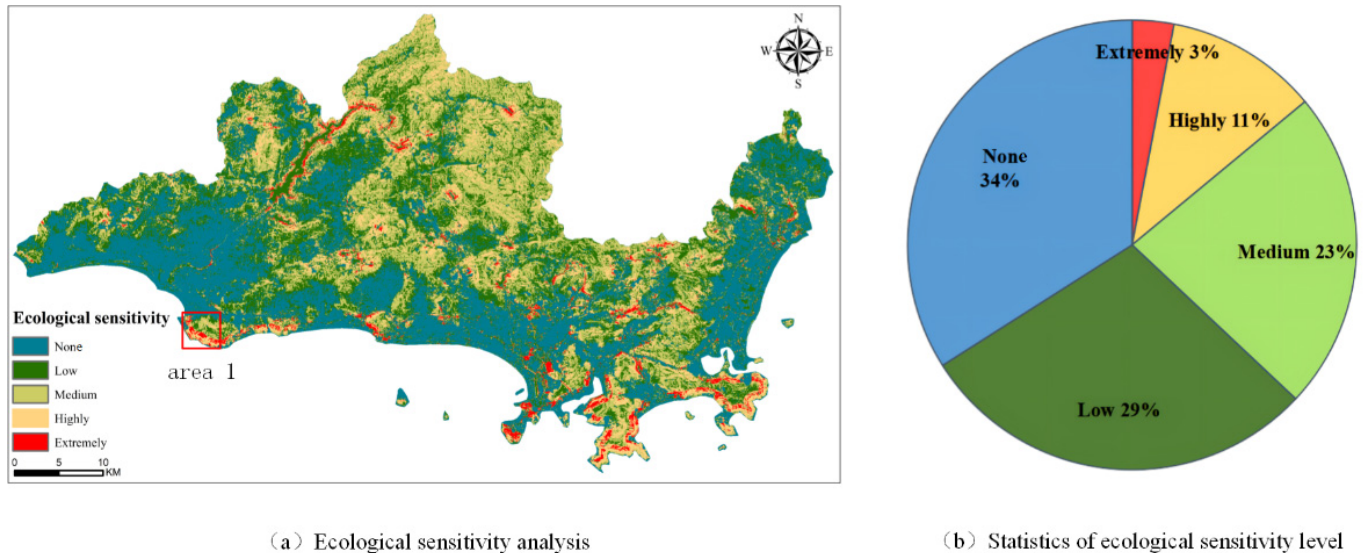 N
W E
S
Ecological sensitivity
None
Low
Medium
Highly
Extremely
0 5 10
KM
area 1
Extremely 3%
Highly 11%
None
34%
Medium 23%
Low 29%
（a）Ecological sensitivity analysis
（b）Statistics of ecological sensitivity level